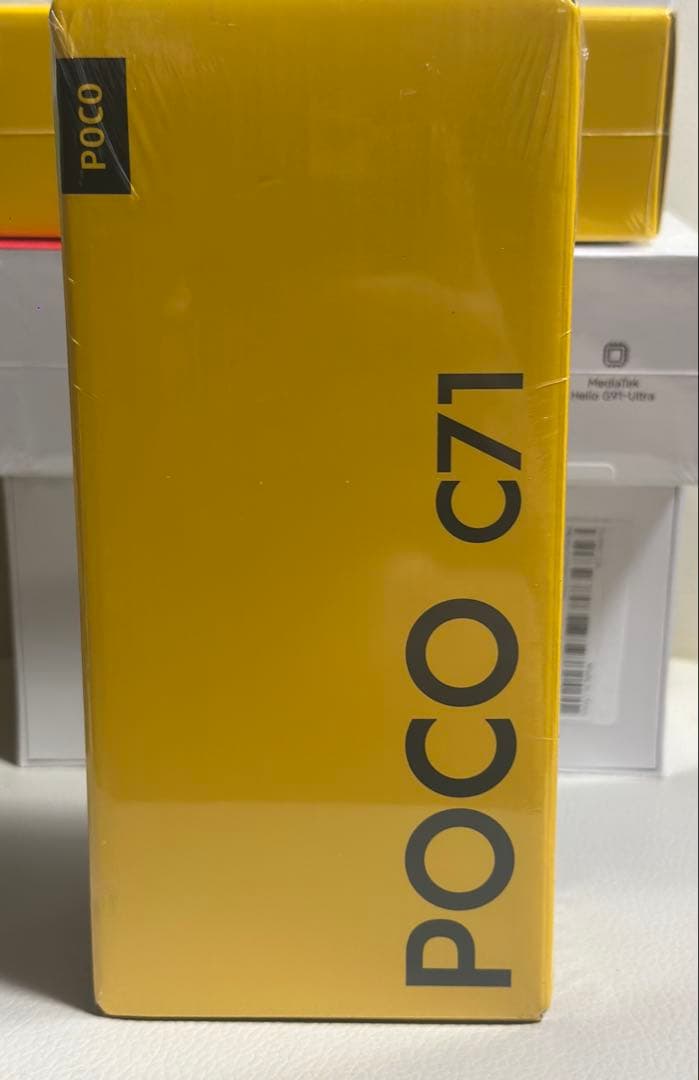 POCO
POCO C71
MediaTek
Helio G91-Ultra